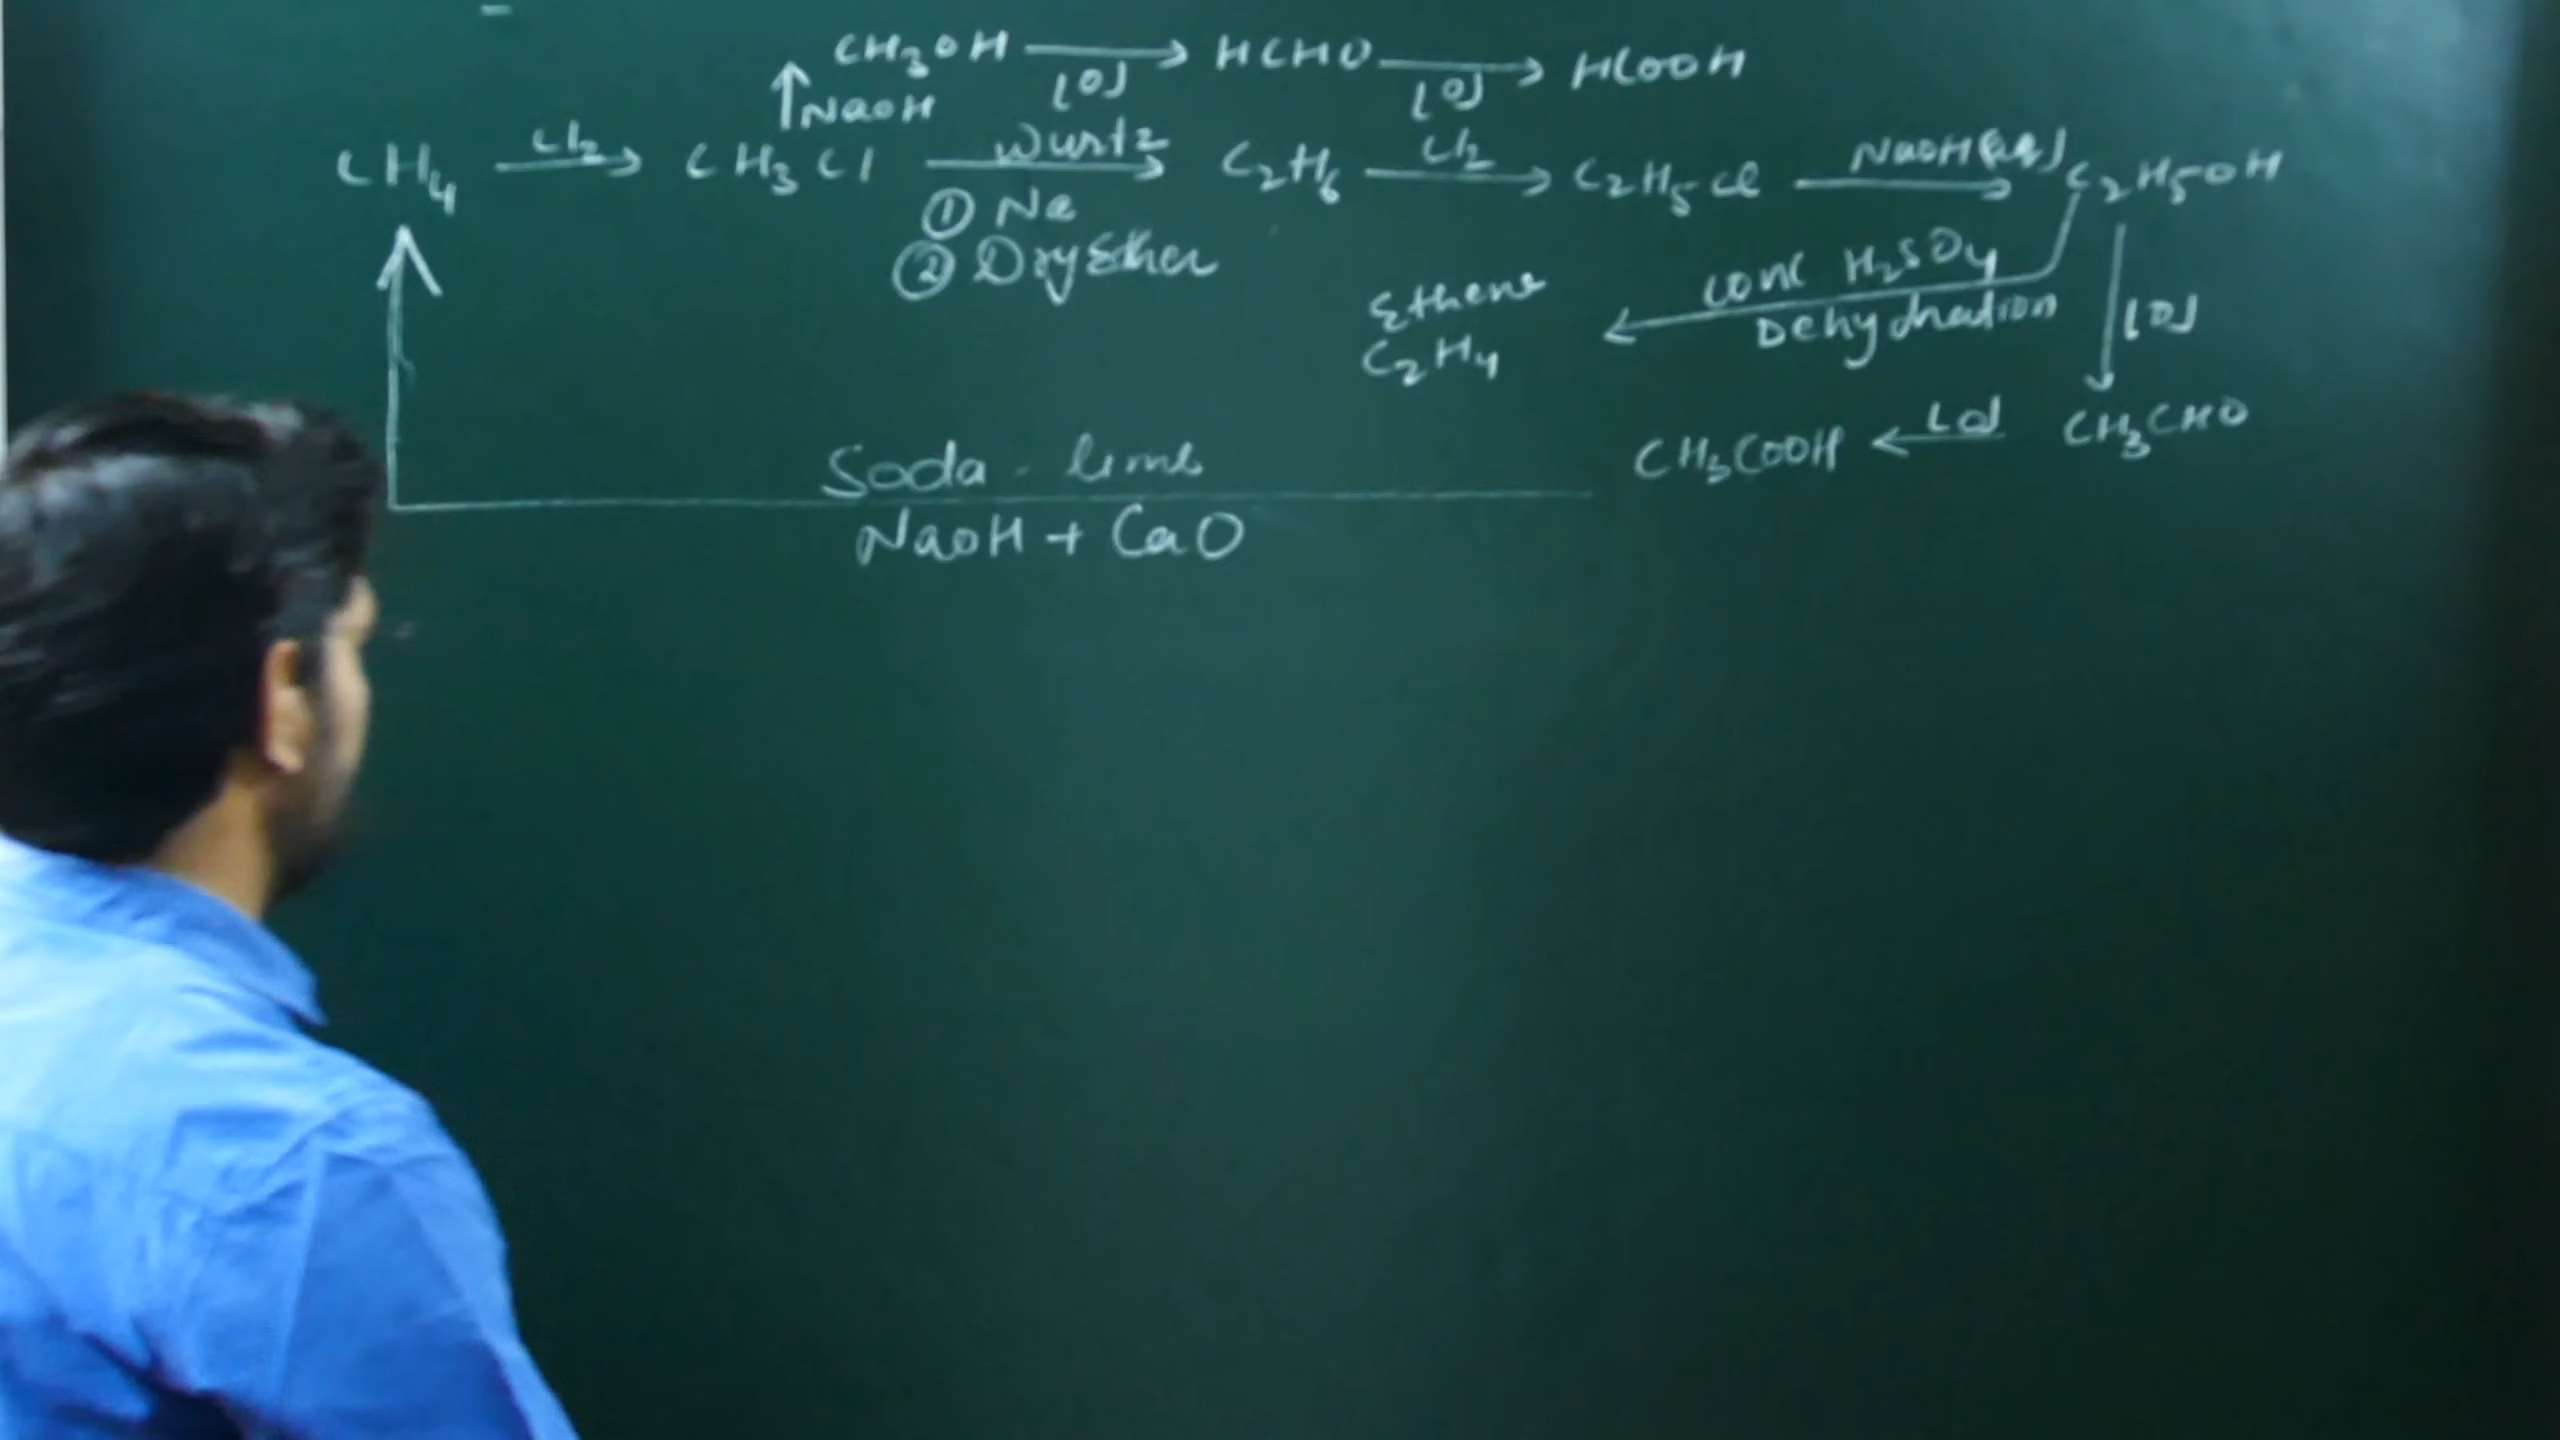 CH₃OH → [O] HCHO → [O] HCOOH
↑ NaOH
CH₄ Cl₂ → CH₃Cl Wurtz → C₂H₆ Cl₂ → C₂H₅Cl NaOH(aq) → C₂H₅OH
① Na
② Dry Ether
Ethene ← conc H₂SO₄
C₂H₄ Dehydration ↓ [O]
CH₃COOH ← [O] CH₃CHO
Soda - lime
NaOH + CaO